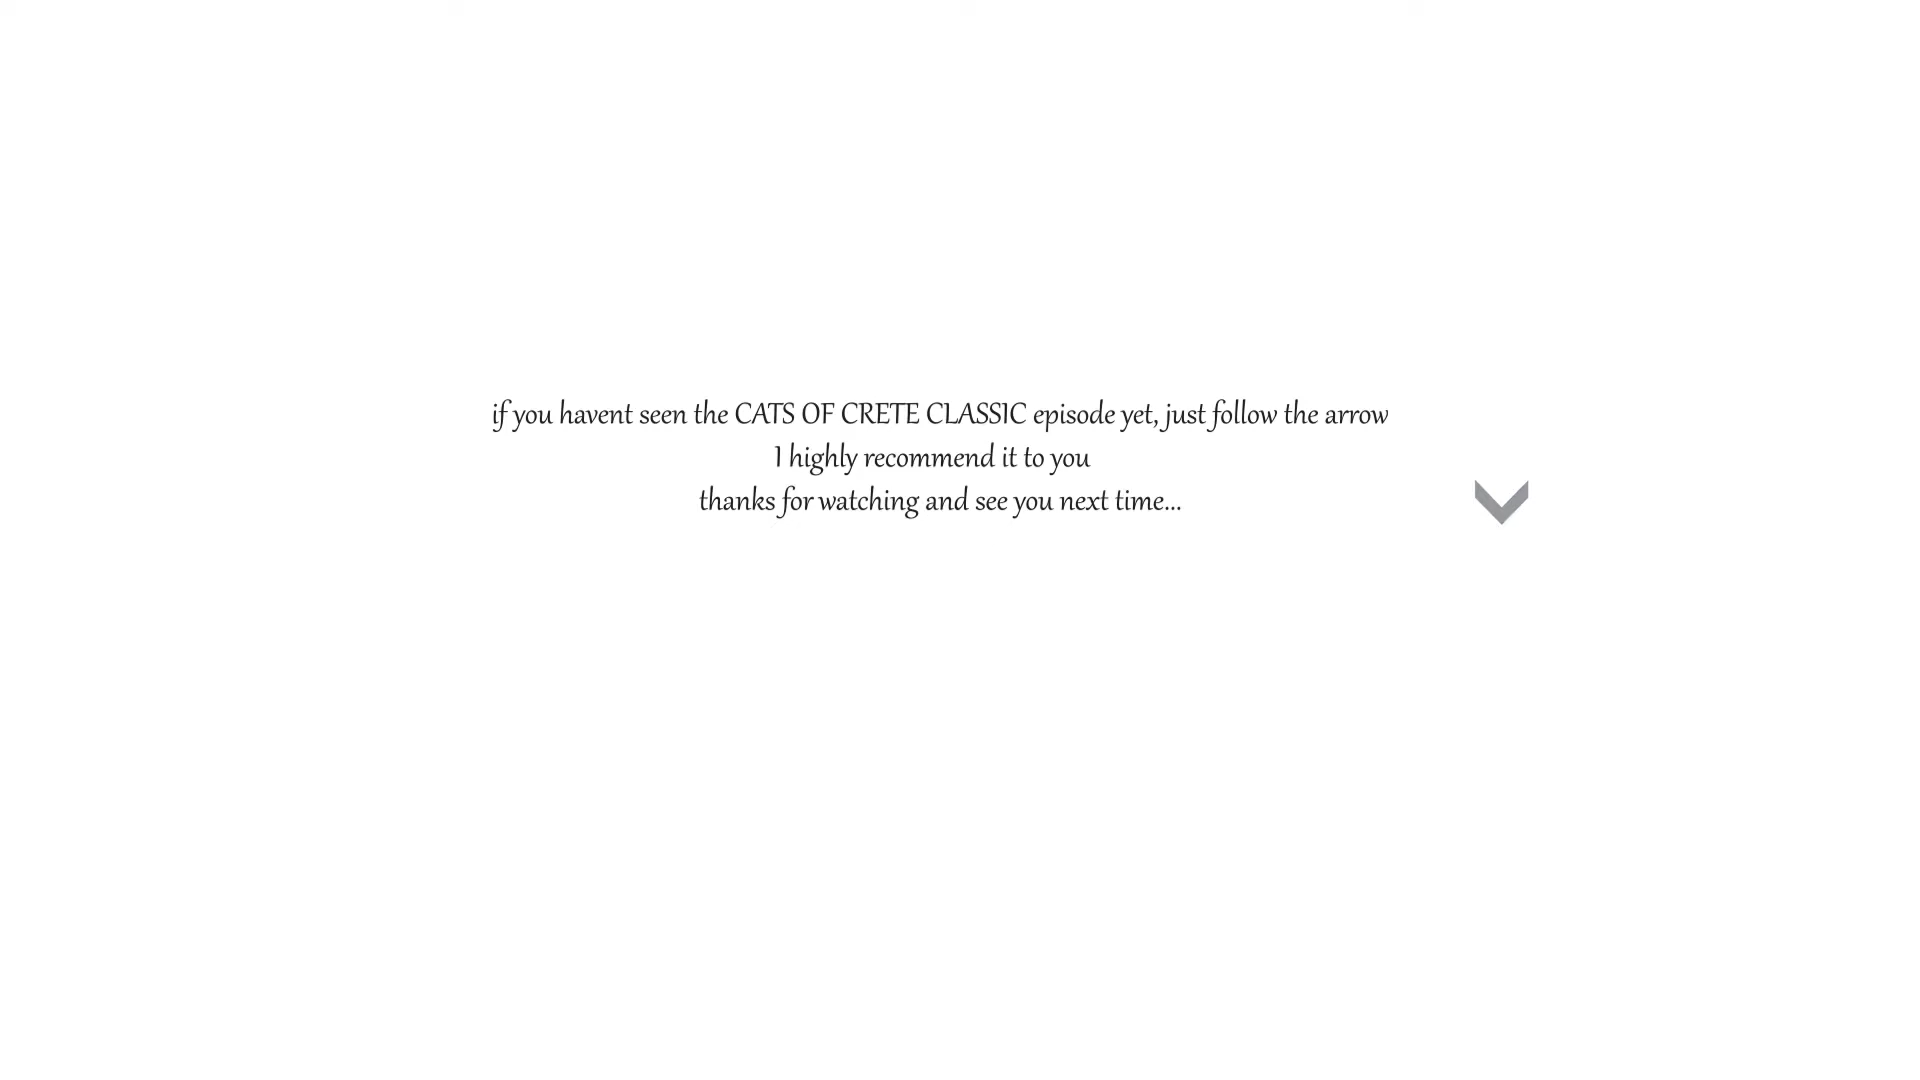 if you havent seen the CATS OF CRETE CLASSIC episode yet, just follow the arrow
I highly recommend it to you
thanks for watching and see you next time...